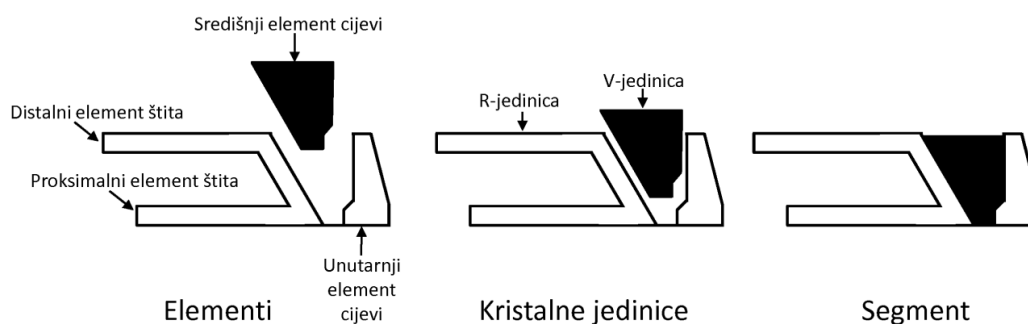 Središnji element cijevi
Distalni element štita
Proksimalni element štita
Unutarnji
element
cijevi
Elementi
V-jedinica
R-jedinica
Kristalne jedinice
Segment